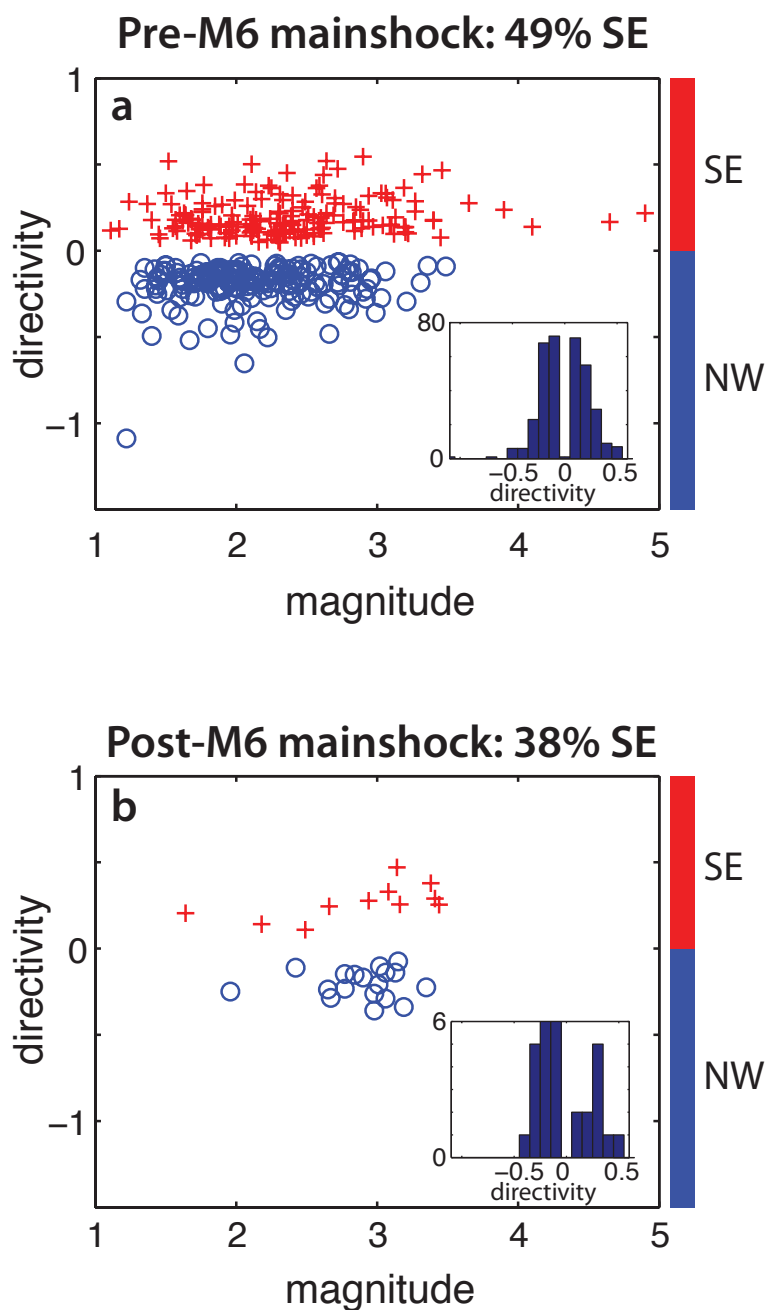 Pre-M6 mainshock: 49% SE
a
1
0
−1
directivity
SE
NW
80
0
−0.5 0 0.5
directivity
1 2 3 4 5
magnitude
Post-M6 mainshock: 38% SE
b
1
0
−1
directivity
SE
NW
6
0
−0.5 0 0.5
directivity
1 2 3 4 5
magnitude